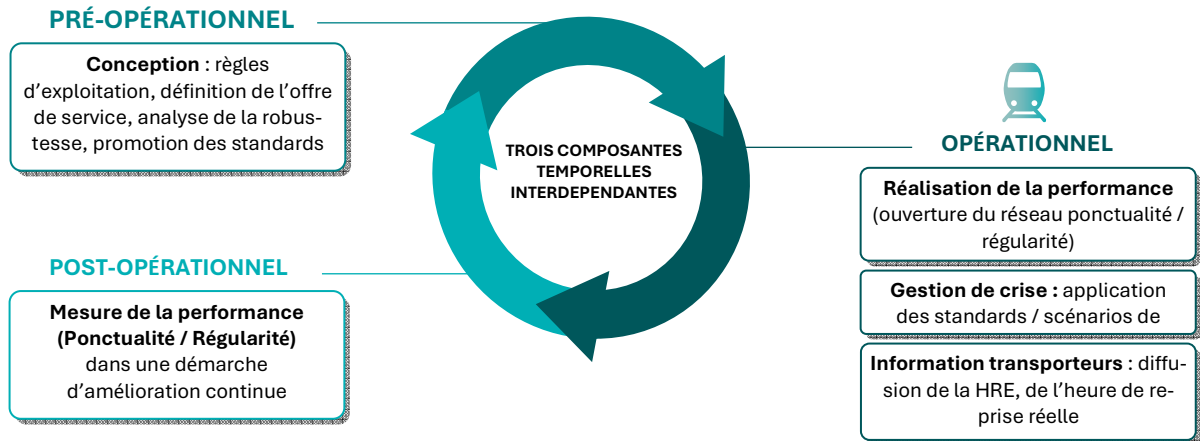 PRÉ-OPÉRATIONNEL
Conception : règles
d’exploitation, définition de l’offre
de service, analyse de la robus-
tesse, promotion des standards
TROIS COMPOSANTES
TEMPORELLES
INTERDEPENDANTES
OPÉRATIONNEL
Réalisation de la performance
(ouverture du réseau ponctualité /
régularité)
Gestion de crise : application
des standards / scénarios de
Information transporteurs : diffu-
sion de la HRE, de l’heure de re-
prise réelle
POST-OPÉRATIONNEL
Mesure de la performance
(Ponctualité / Régularité)
dans une démarche
d’amélioration continue